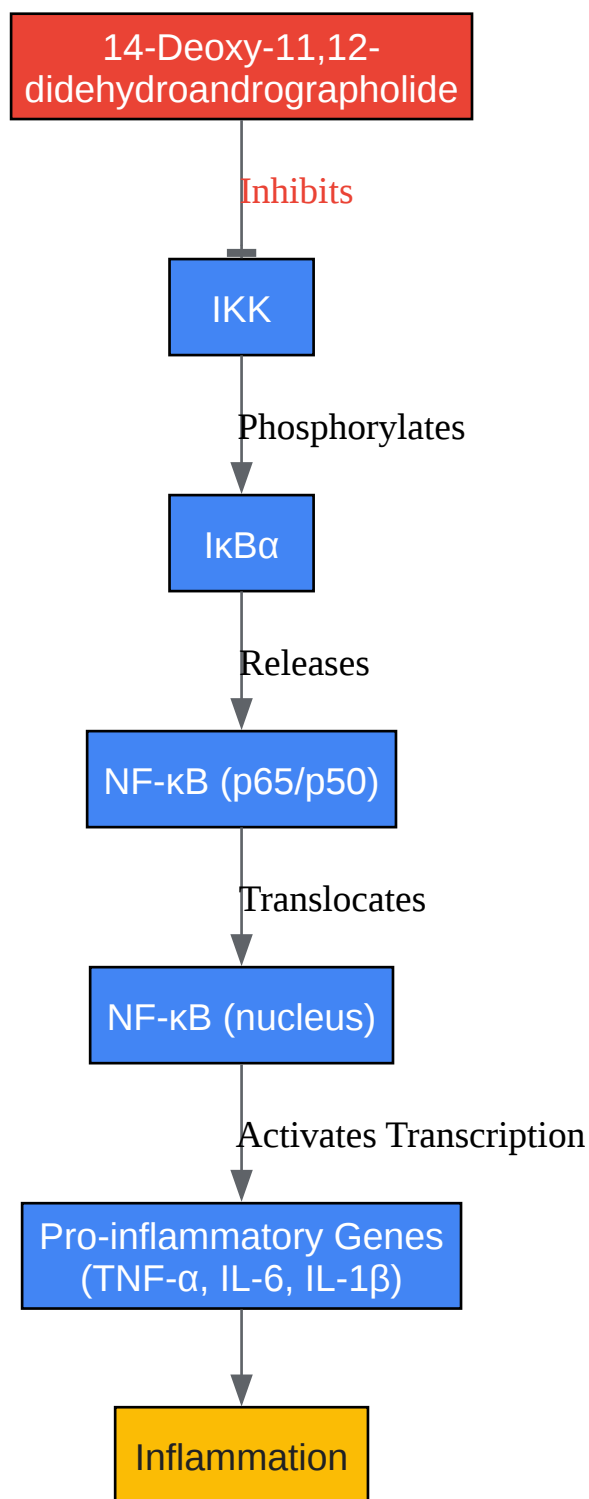 14-Deoxy-11,12-
didehydroandrographolide
Inhibits
IKK
Phosphorylates
IκBα
Releases
NF-κB (p65/p50)
Translocates
NF-κB (nucleus)
Activates Transcription
Pro-inflammatory Genes
(TNF-α, IL-6, IL-1β)
Inflammation